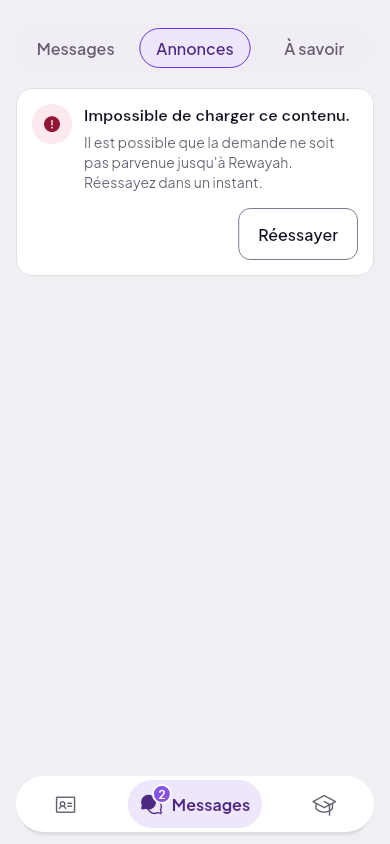 Messages
Annonces
À savoir
Impossible de charger ce contenu.
Il est possible que la demande ne soit
pas parvenue jusqu'à Rewayah.
Réessayez dans un instant.
Réessayer
2
Messages